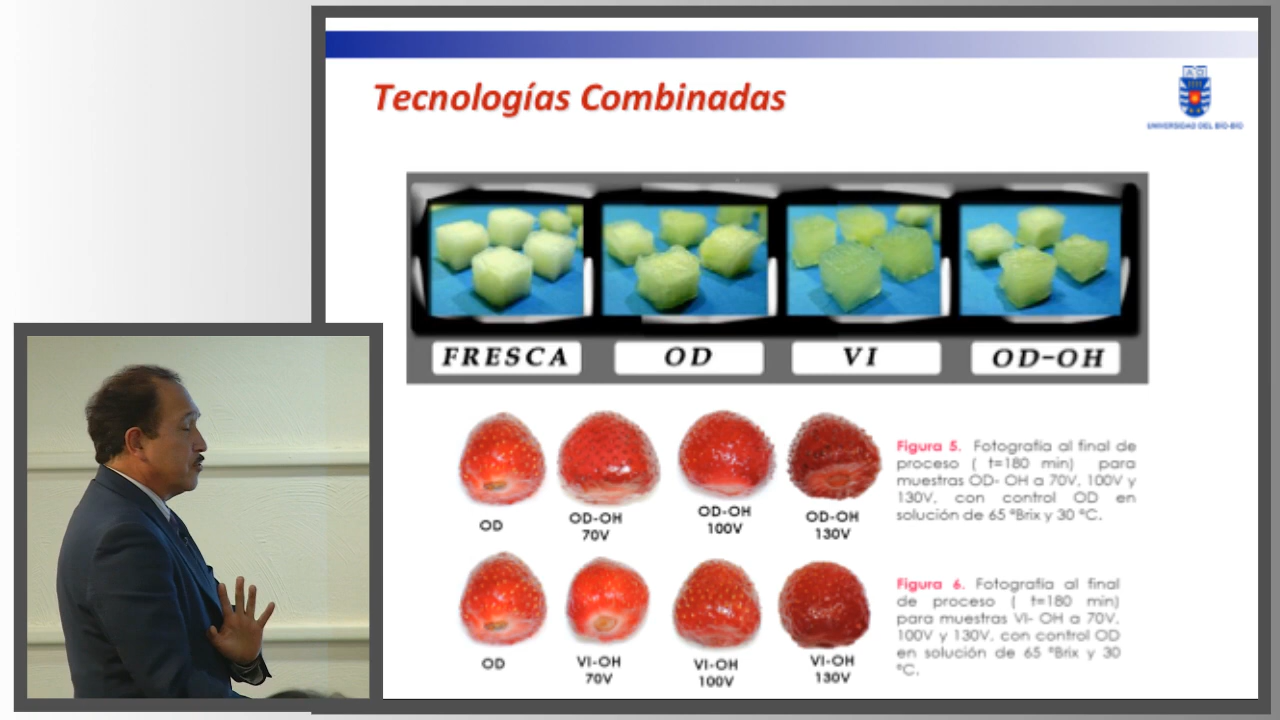 Tecnologías Combinadas
UNIVERSIDAD DEL BÍO-BÍO
FRESCA
OD
VI
OD-OH
OD
OD-OH
70V
OD-OH
100V
OD-OH
130V
Figura 5. Fotografía al final de
proceso ( t=180 min) para
muestras OD- OH a 70V, 100V y
130V, con control OD en
solución de 65 ºBrix y 30 ºC.
OD
VI-OH
70V
VI-OH
100V
VI-OH
130V
Figura 6. Fotografía al final
de proceso ( t=180 min)
para muestras VI- OH a 70V,
100V y 130V, con control OD
en solución de 65 ºBrix y 30
ºC.